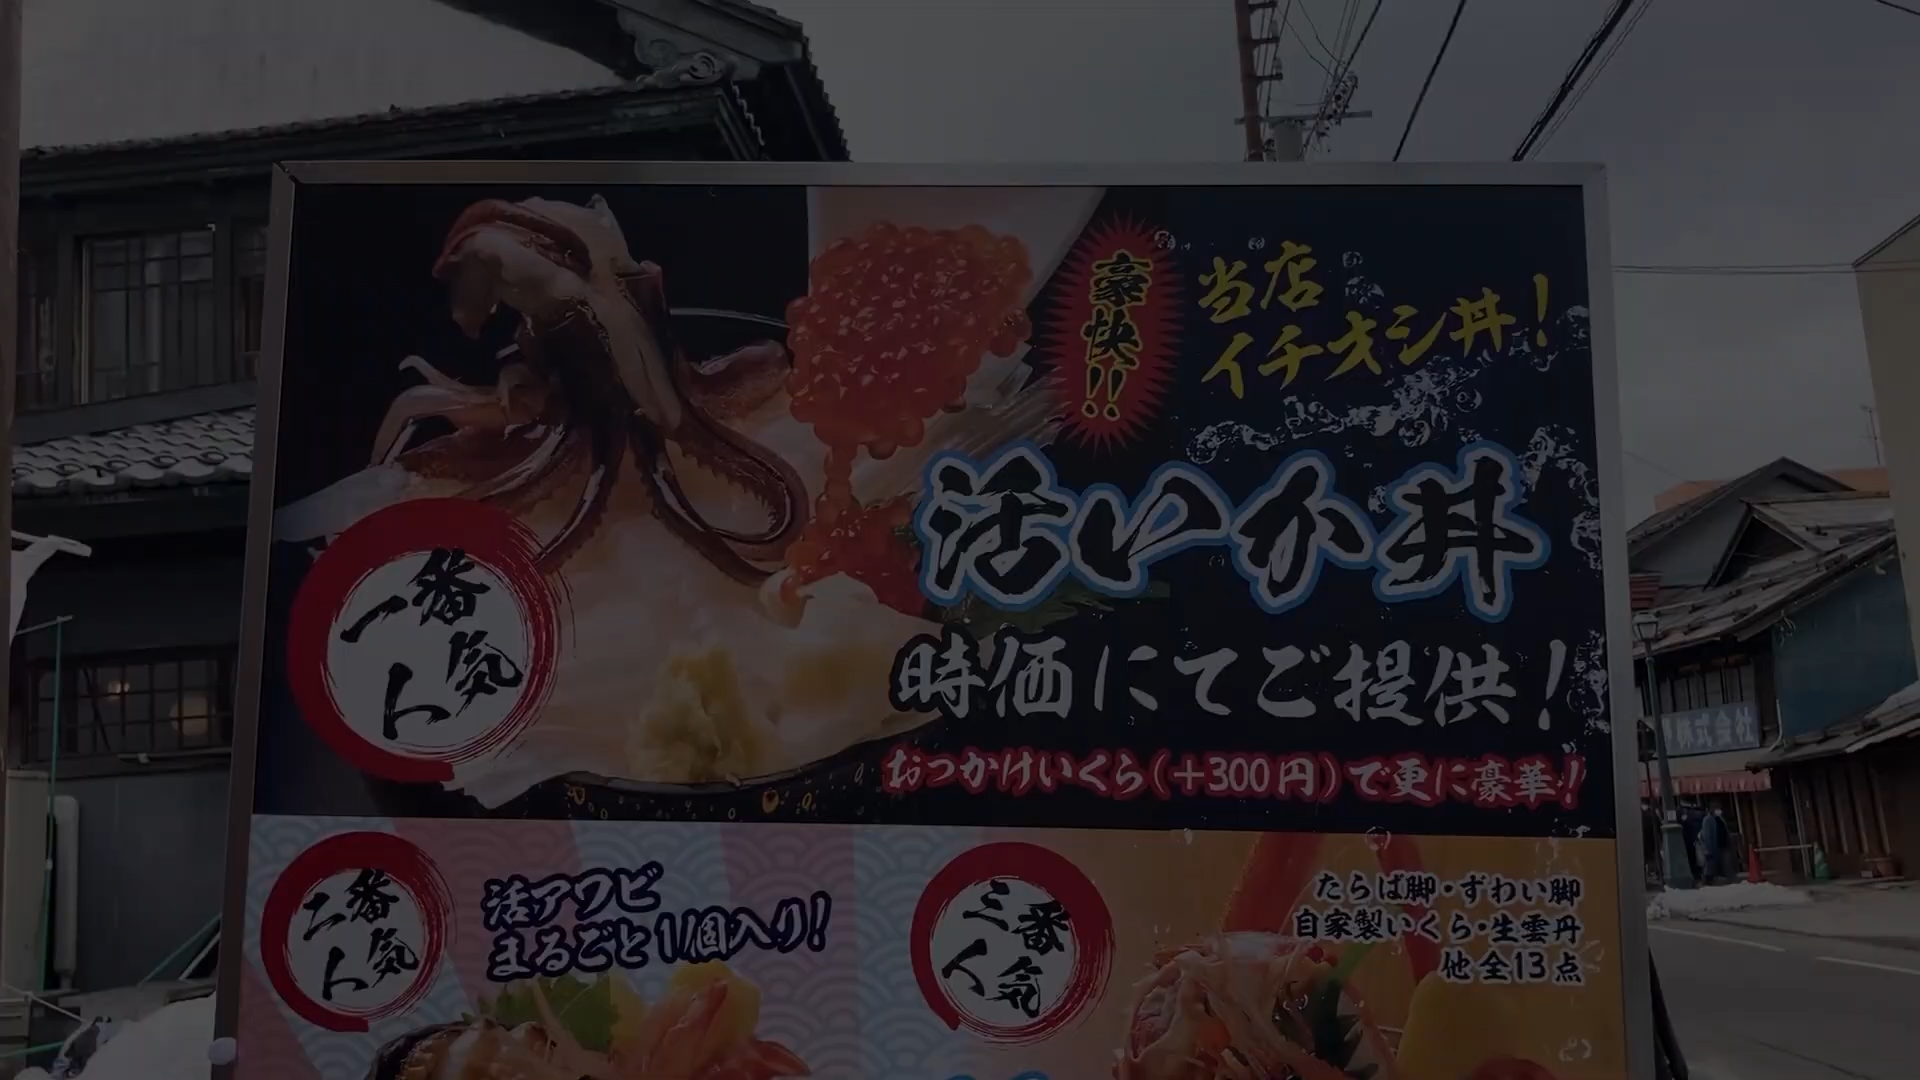 豪快!!
当店
イチオシ丼!
活いか丼
一番人気
時価にてご提供!
おっかけいくら(+300円)で更に豪華!
二番人気
活アワビ
まるごと1個入り!
三番人気
たらば脚・ずわい脚
自家製いくら・生雲丹
他 全13点
株式会社